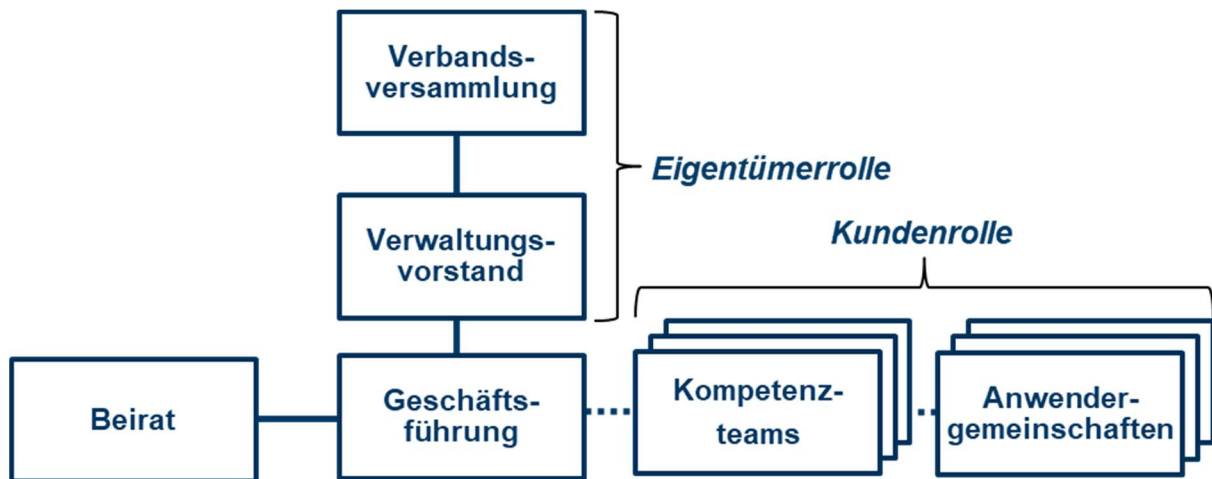 Verbands-
versammlung
Eigentümerrolle
Verwaltungs-
vorstand
Kundenrolle
Beirat
Geschäfts-
führung
Kompetenz-
teams
Anwender-
gemeinschaften